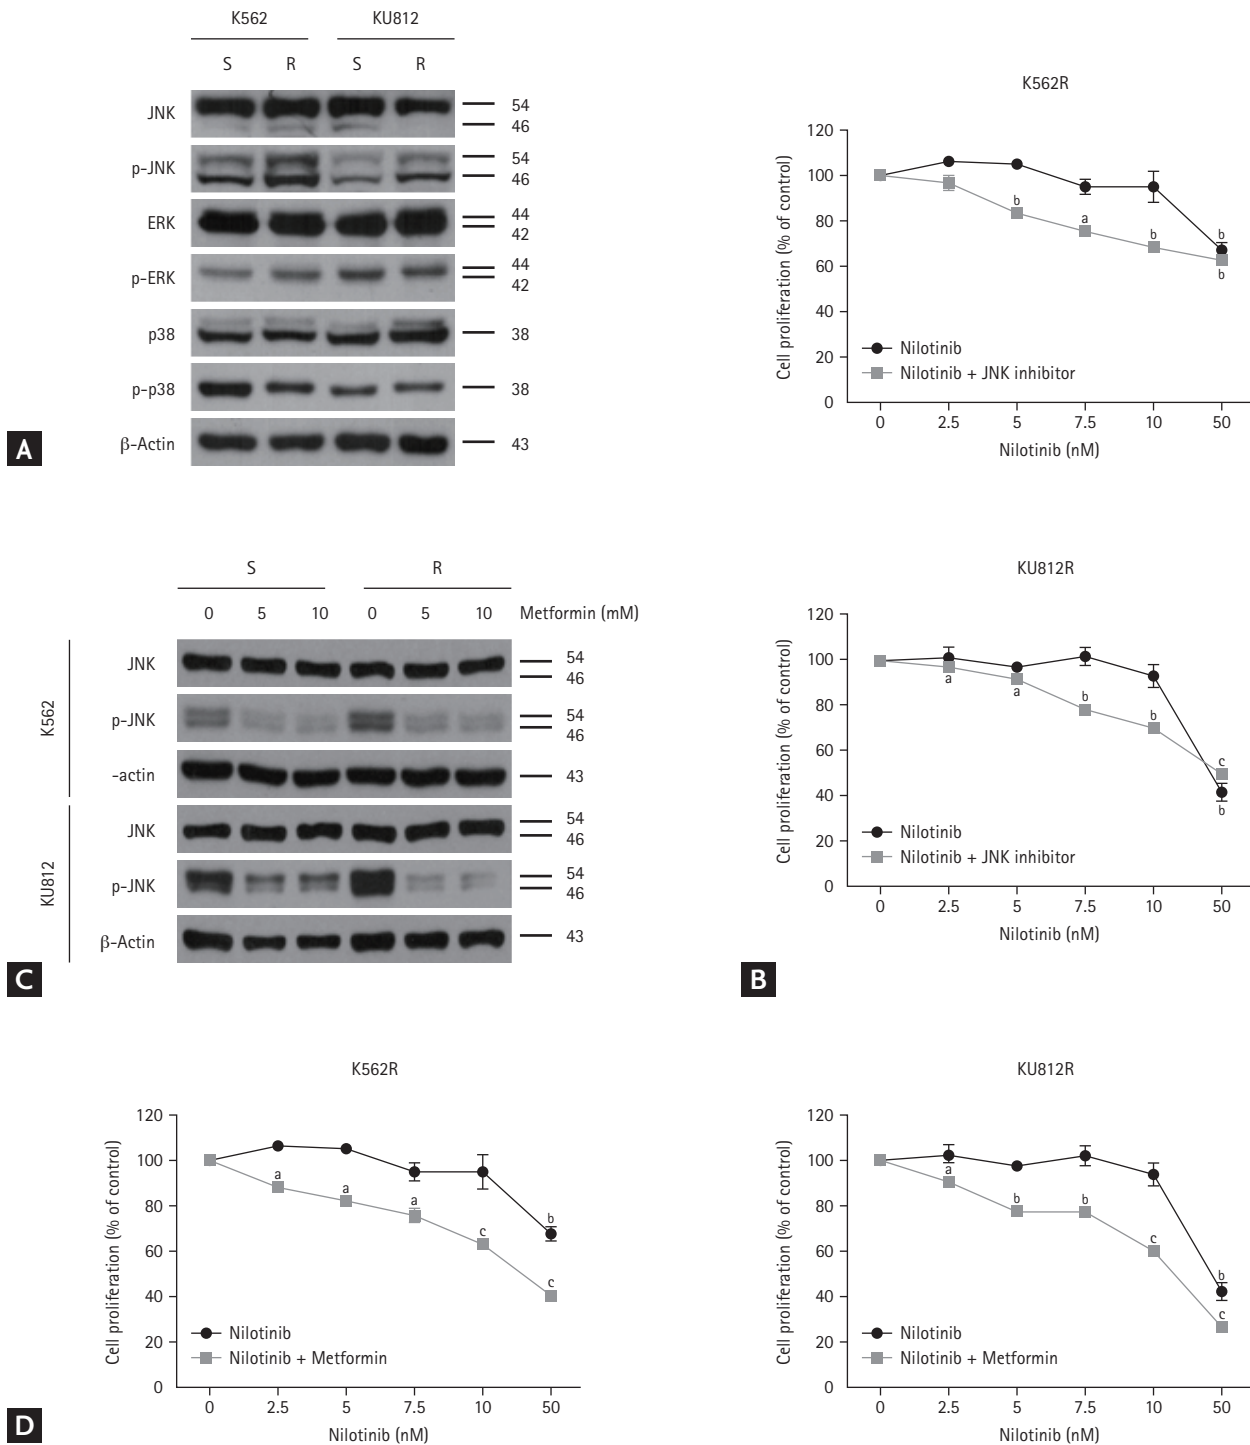 K562 KU812
S R S R
JNK 54
46
p-JNK 54
46
ERK 44
42
p-ERK 44
42
p38 38
p-p38 38
β-Actin 43
A
K562R
Cell proliferation (% of control)
120
100
80
60
40
20
0
b a b b b
Nilotinib
Nilotinib + JNK inhibitor
0 2.5 5 7.5 10 50
Nilotinib (nM)
S R
0 5 10 0 5 10 Metformin (mM)
K562
JNK 54
46
p-JNK 54
46
-actin 43
KU812
JNK 54
46
p-JNK 54
46
β-Actin 43
C
KU812R
Cell proliferation (% of control)
120
100
80
60
40
20
0
a a b b c b
Nilotinib
Nilotinib + JNK inhibitor
0 2.5 5 7.5 10 50
Nilotinib (nM)
B
K562R
Cell proliferation (% of control)
120
100
80
60
40
20
0
a a a c b c
Nilotinib
Nilotinib + Metformin
0 2.5 5 7.5 10 50
Nilotinib (nM)
D
KU812R
Cell proliferation (% of control)
120
100
80
60
40
20
0
a b b c b c
Nilotinib
Nilotinib + Metformin
0 2.5 5 7.5 10 50
Nilotinib (nM)